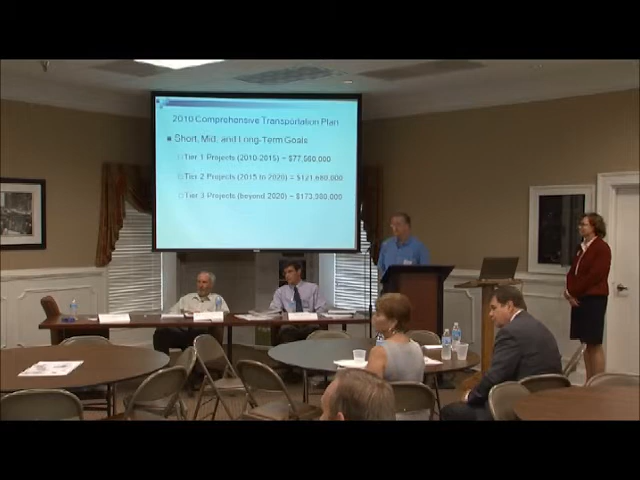 2010 Comprehensive Transportation Plan
Short, Mid, and Long-Term Goals
Tier 1 Projects (2010-2015) - $77,560,000
Tier 2 Projects (2015 to 2020) = $121,680,000
Tier 3 Projects (beyond 2020) = $173,980,000